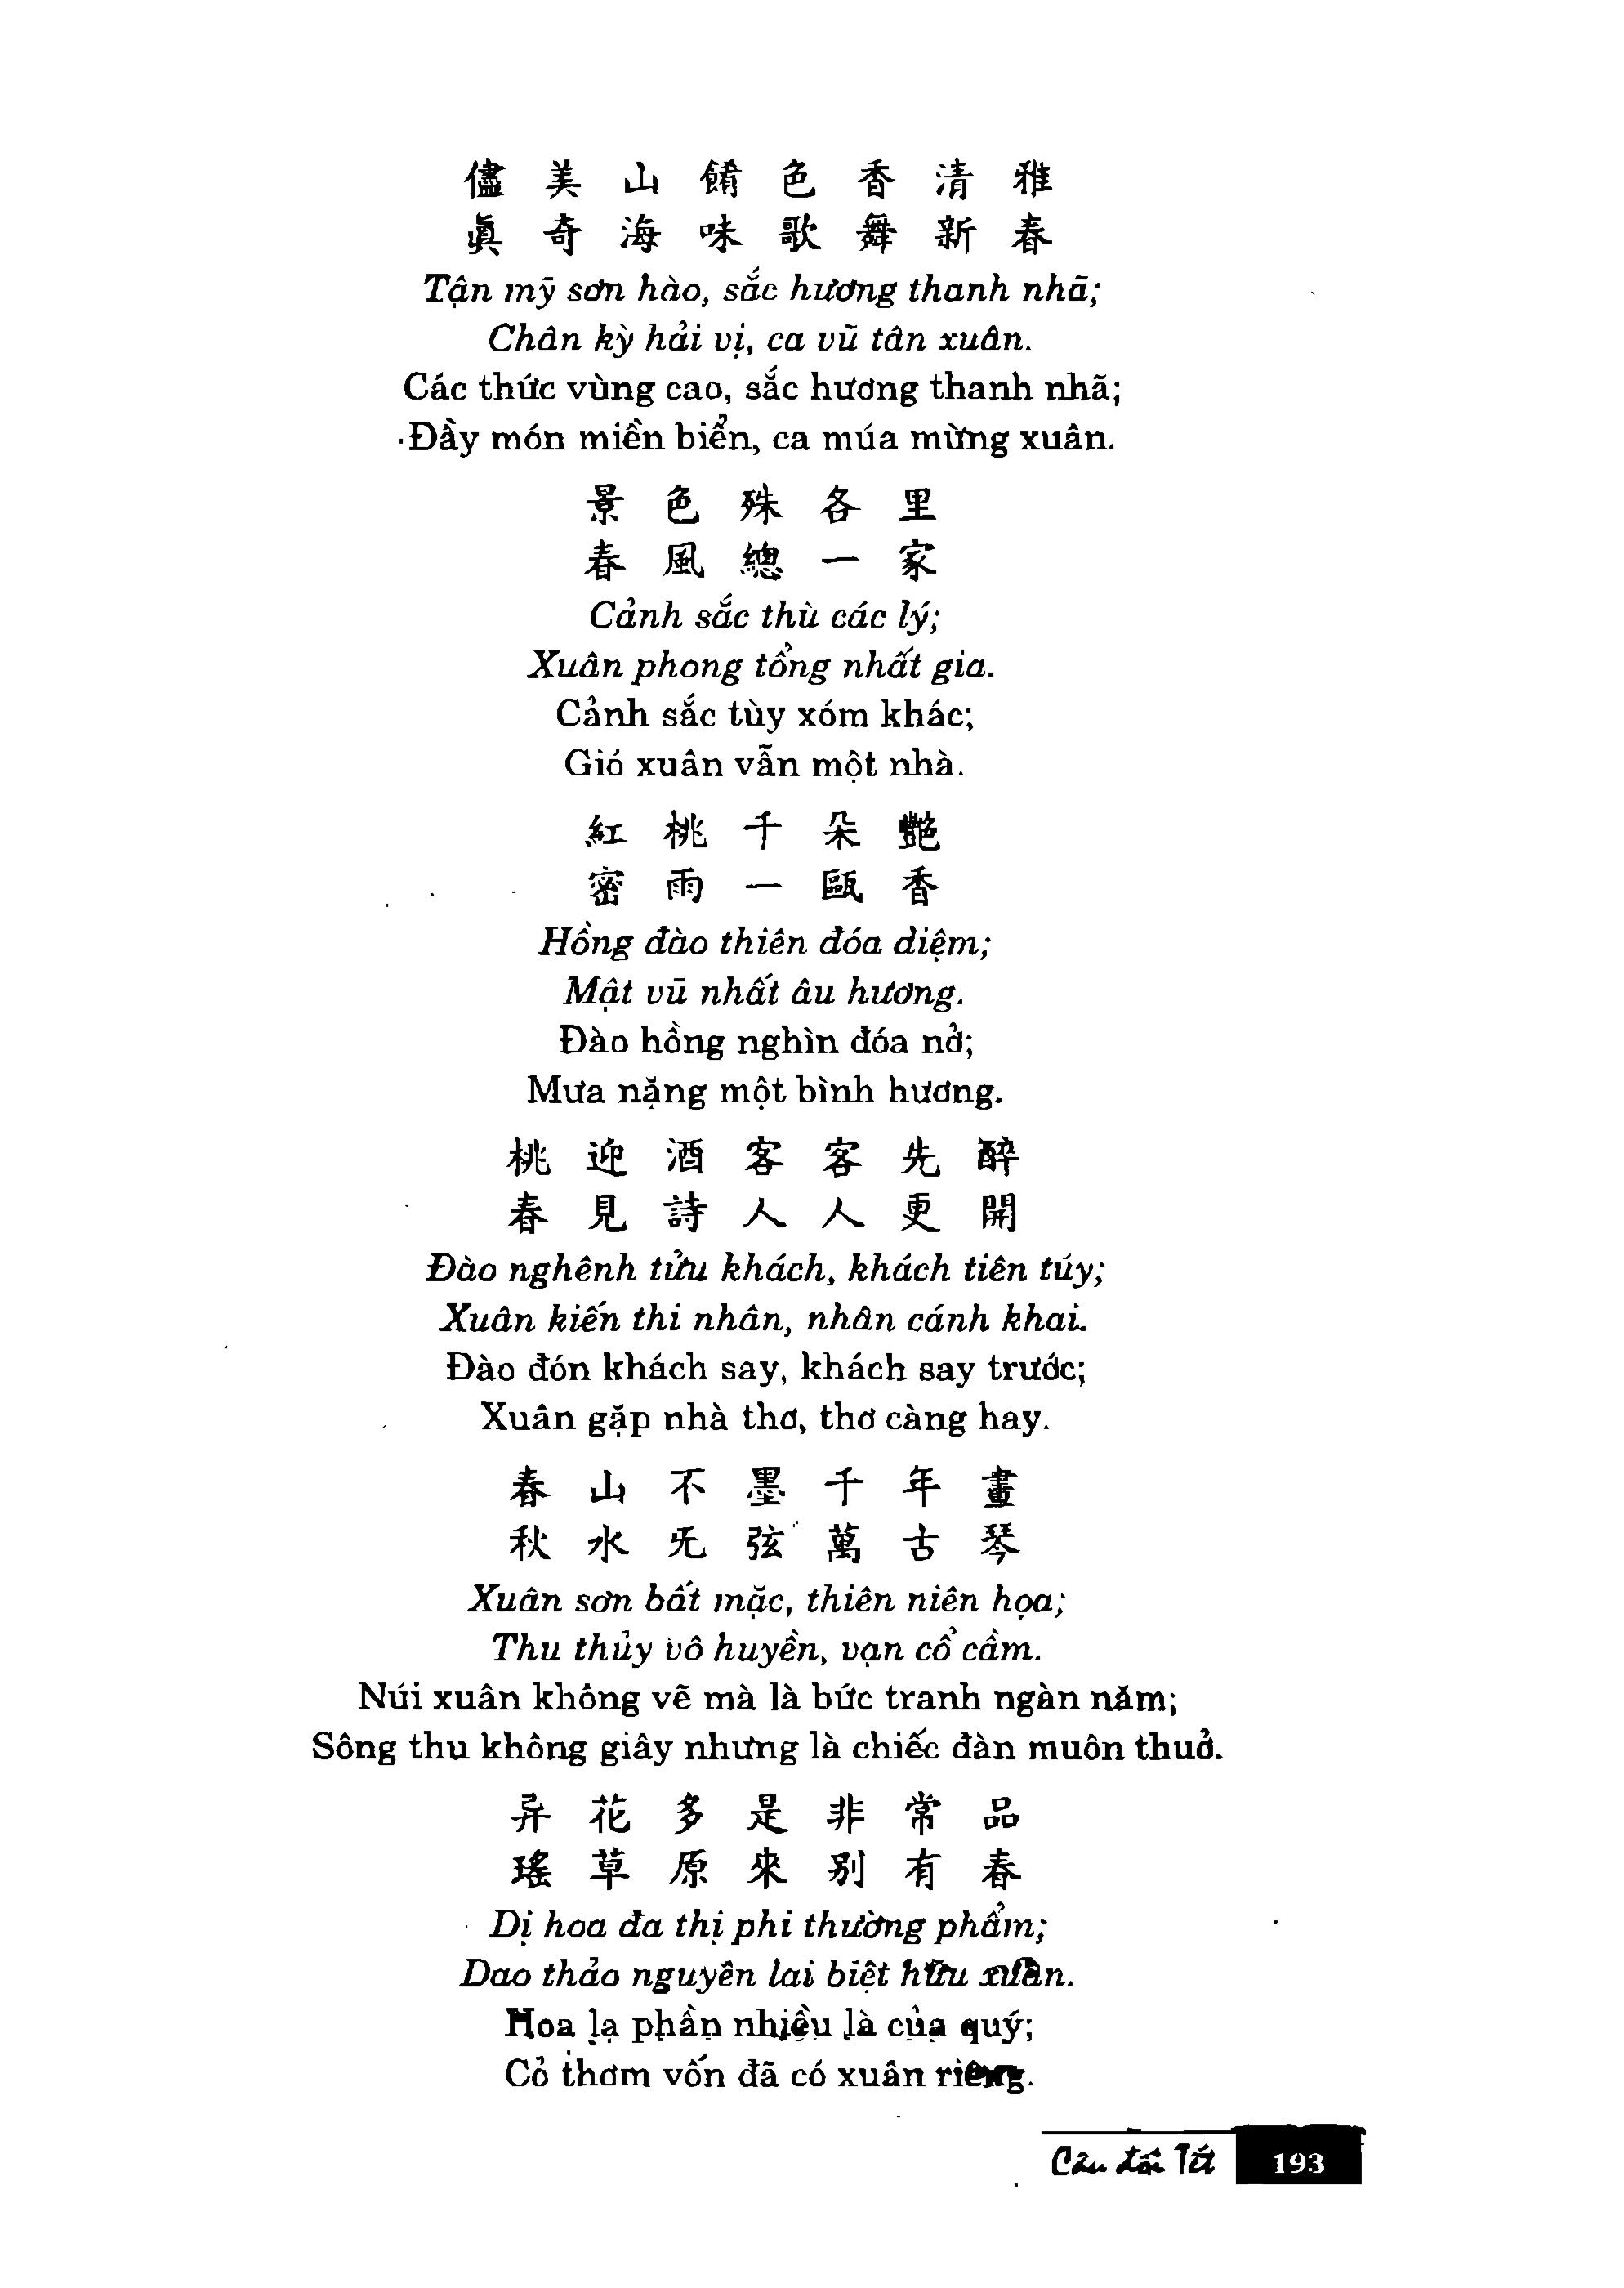 儘美山餚色香清雅
眞奇海味歌舞新春
Tận mỹ sơn hào, sắc hương thanh nhã;
Chân kỳ hải vị, ca vũ tân xuân.
Các thức vùng cao, sắc hương thanh nhã;
Đầy món miền biển, ca múa mừng xuân.
景色殊各里
春風總一家
Cảnh sắc thù các lý;
Xuân phong tổng nhất gia.
Cảnh sắc tùy xóm khác;
Gió xuân vẫn một nhà.
紅桃千朵艷
密雨一甌香
Hồng đào thiên đóa diệm;
Mật vũ nhất âu hương.
Đào hồng nghìn đóa nở;
Mưa nặng một bình hương.
桃迎酒客客先醉
春見詩人人更開
Đào nghênh tửu khách, khách tiên túy;
Xuân kiến thi nhân, nhân cánh khai.
Đào đón khách say, khách say trước;
Xuân gặp nhà thơ, thơ càng hay.
春山不墨千年畫
秋水旡弦萬古琴
Xuân sơn bất mặc, thiên niên họa;
Thu thủy vô huyền, vạn cổ cầm.
Núi xuân không vẽ mà là bức tranh ngàn năm;
Sông thu không giây nhưng là chiếc đàn muôn thuở.
异花多是非常品
瑤草原來别有春
Dị hoa đa thị phi thường phẩm;
Dao thảo nguyên lai biệt hữu xuân.
Hoa lạ phần nhiều là của quý;
Cỏ thơm vốn đã có xuân riêng.
Câu đối Tết 193